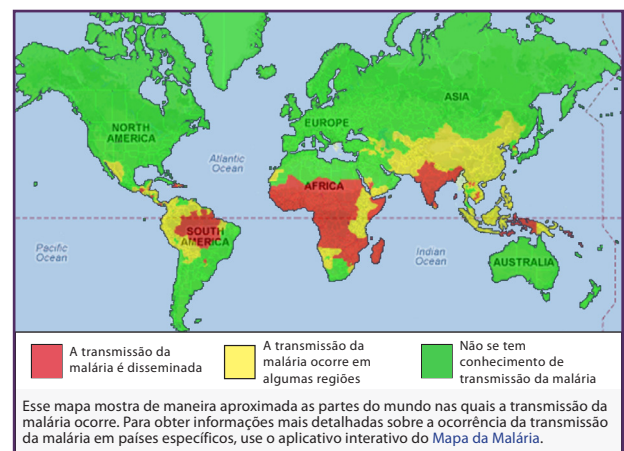 ASIA
NORTH
AMERICA
EUROPE
Atlantic
Ocean
AFRICA
SOUTH
AMERICA
Pacific
Ocean
Indian
Ocean
AUSTRALIA
A transmissão da
malária é disseminada
A transmissão da
malária ocorre em
algumas regiões
Não se tem
conhecimento de
transmissão da malária
Esse mapa mostra de maneira aproximada as partes do mundo nas quais a transmissão da
malária ocorre. Para obter informações mais detalhadas sobre a ocorrência da transmissão
da malária em países específicos, use o aplicativo interativo do Mapa da Malária.